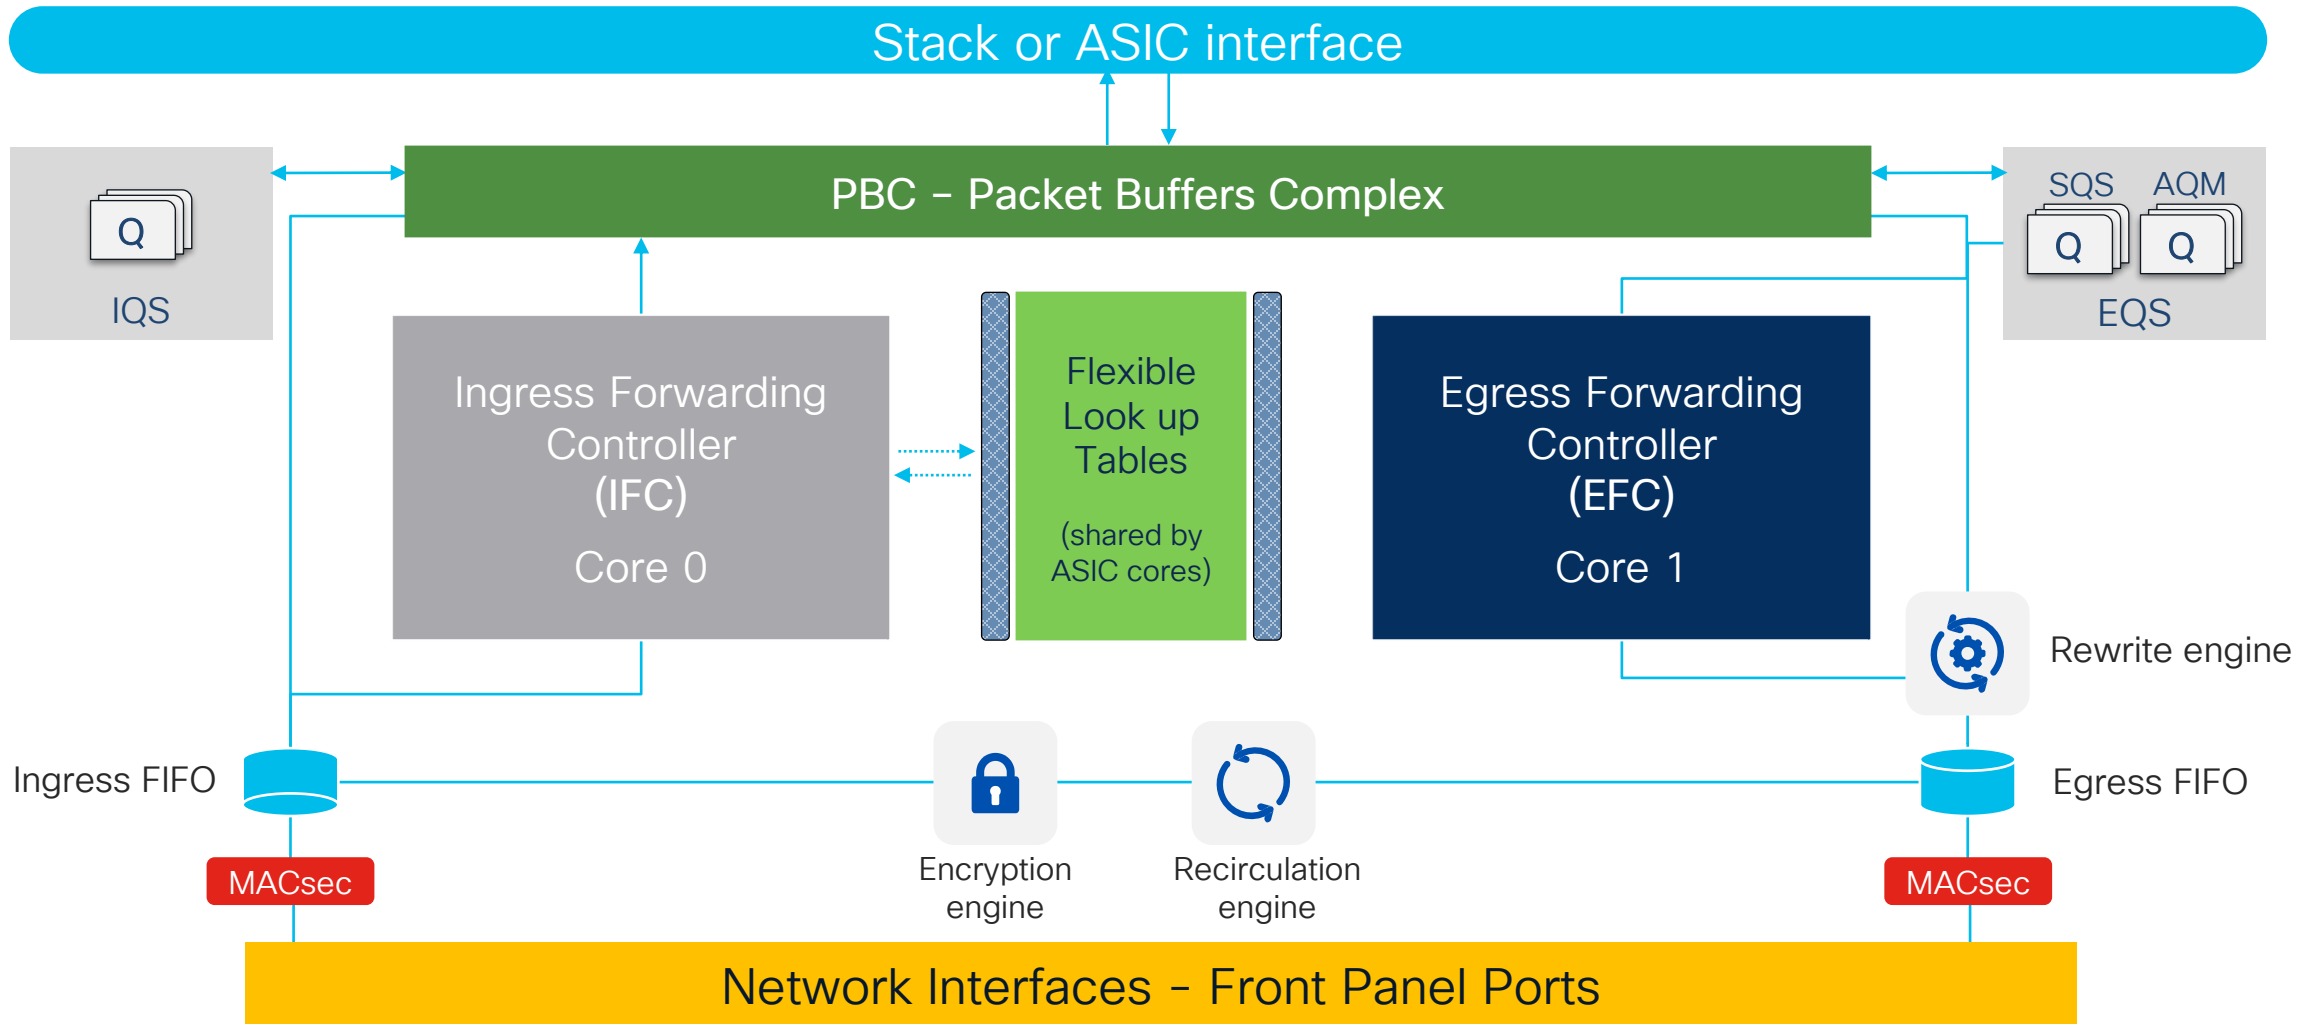 Stack or ASIC interface
PBC – Packet Buffers Complex
Q
IQS
SQS
AQM
Q
Q
EQS
Ingress Forwarding
Controller
(IFC)
Core 0
Flexible
Look up
Tables
(shared by
ASIC cores)
Egress Forwarding
Controller
(EFC)
Core 1
Rewrite engine
Ingress FIFO
Egress FIFO
Encryption
engine
Recirculation
engine
MACsec
MACsec
Network Interfaces - Front Panel Ports